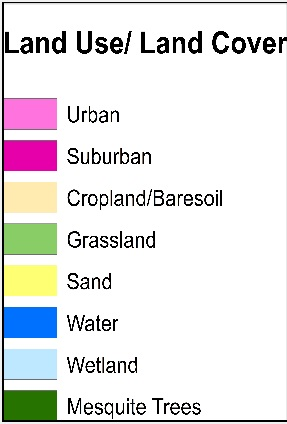 Land Use/ Land Cover
Urban
Suburban
Cropland/Baresoil
Grassland
Sand
Water
Wetland
Mesquite Trees